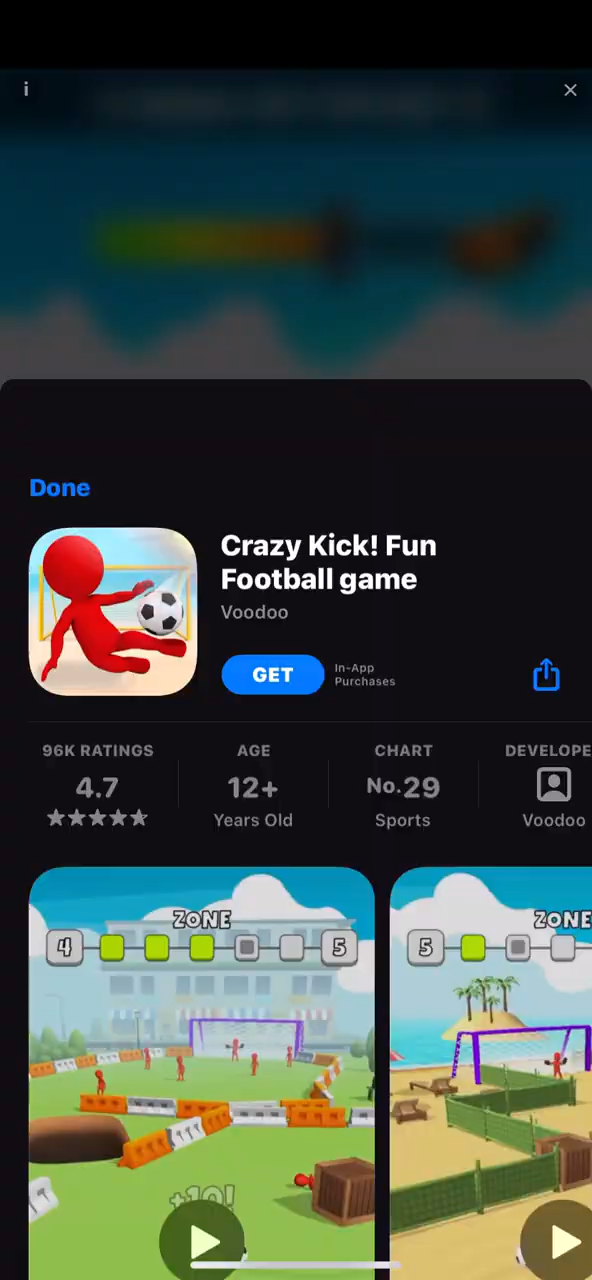 i
Done
Crazy Kick! Fun
Football game
Voodoo
GET
In-App
Purchases
96K RATINGS
AGE
CHART
DEVELOPE
4.7
12+
No.29
Years Old
Sports
Voodoo
ZONE
4
5
ZONE
5
+10!